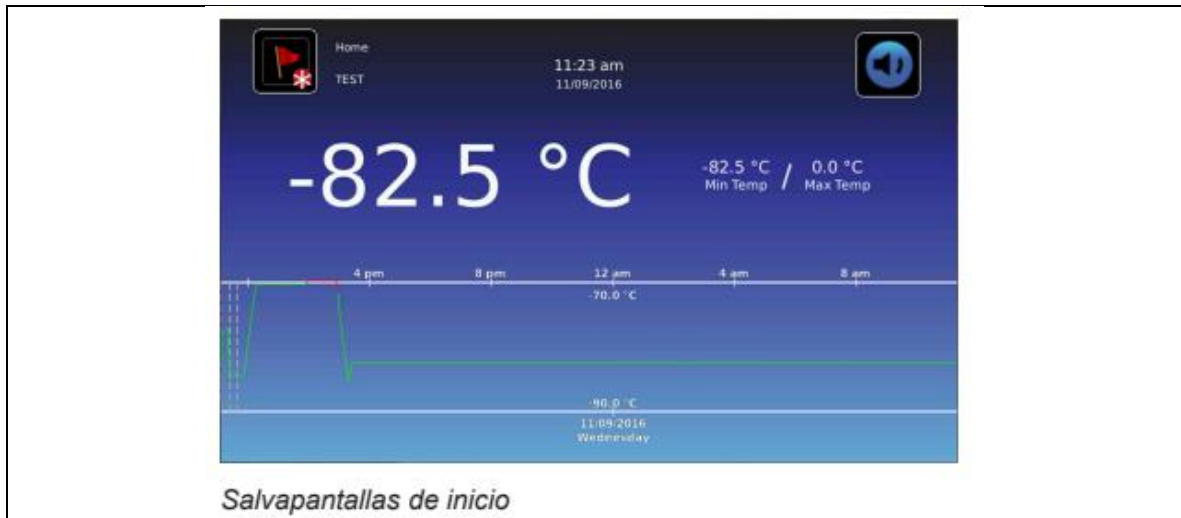 Home
TEST
11:23 am
11/09/2016
-82.5 °C
-82.5 °C / 0.0 °C
Min Temp Max Temp
4 pm 8 pm 12 am 4 am 8 am
-70.0 °C
-90.0 °C
11/09/2016
Wednesday
Salvapantallas de inicio